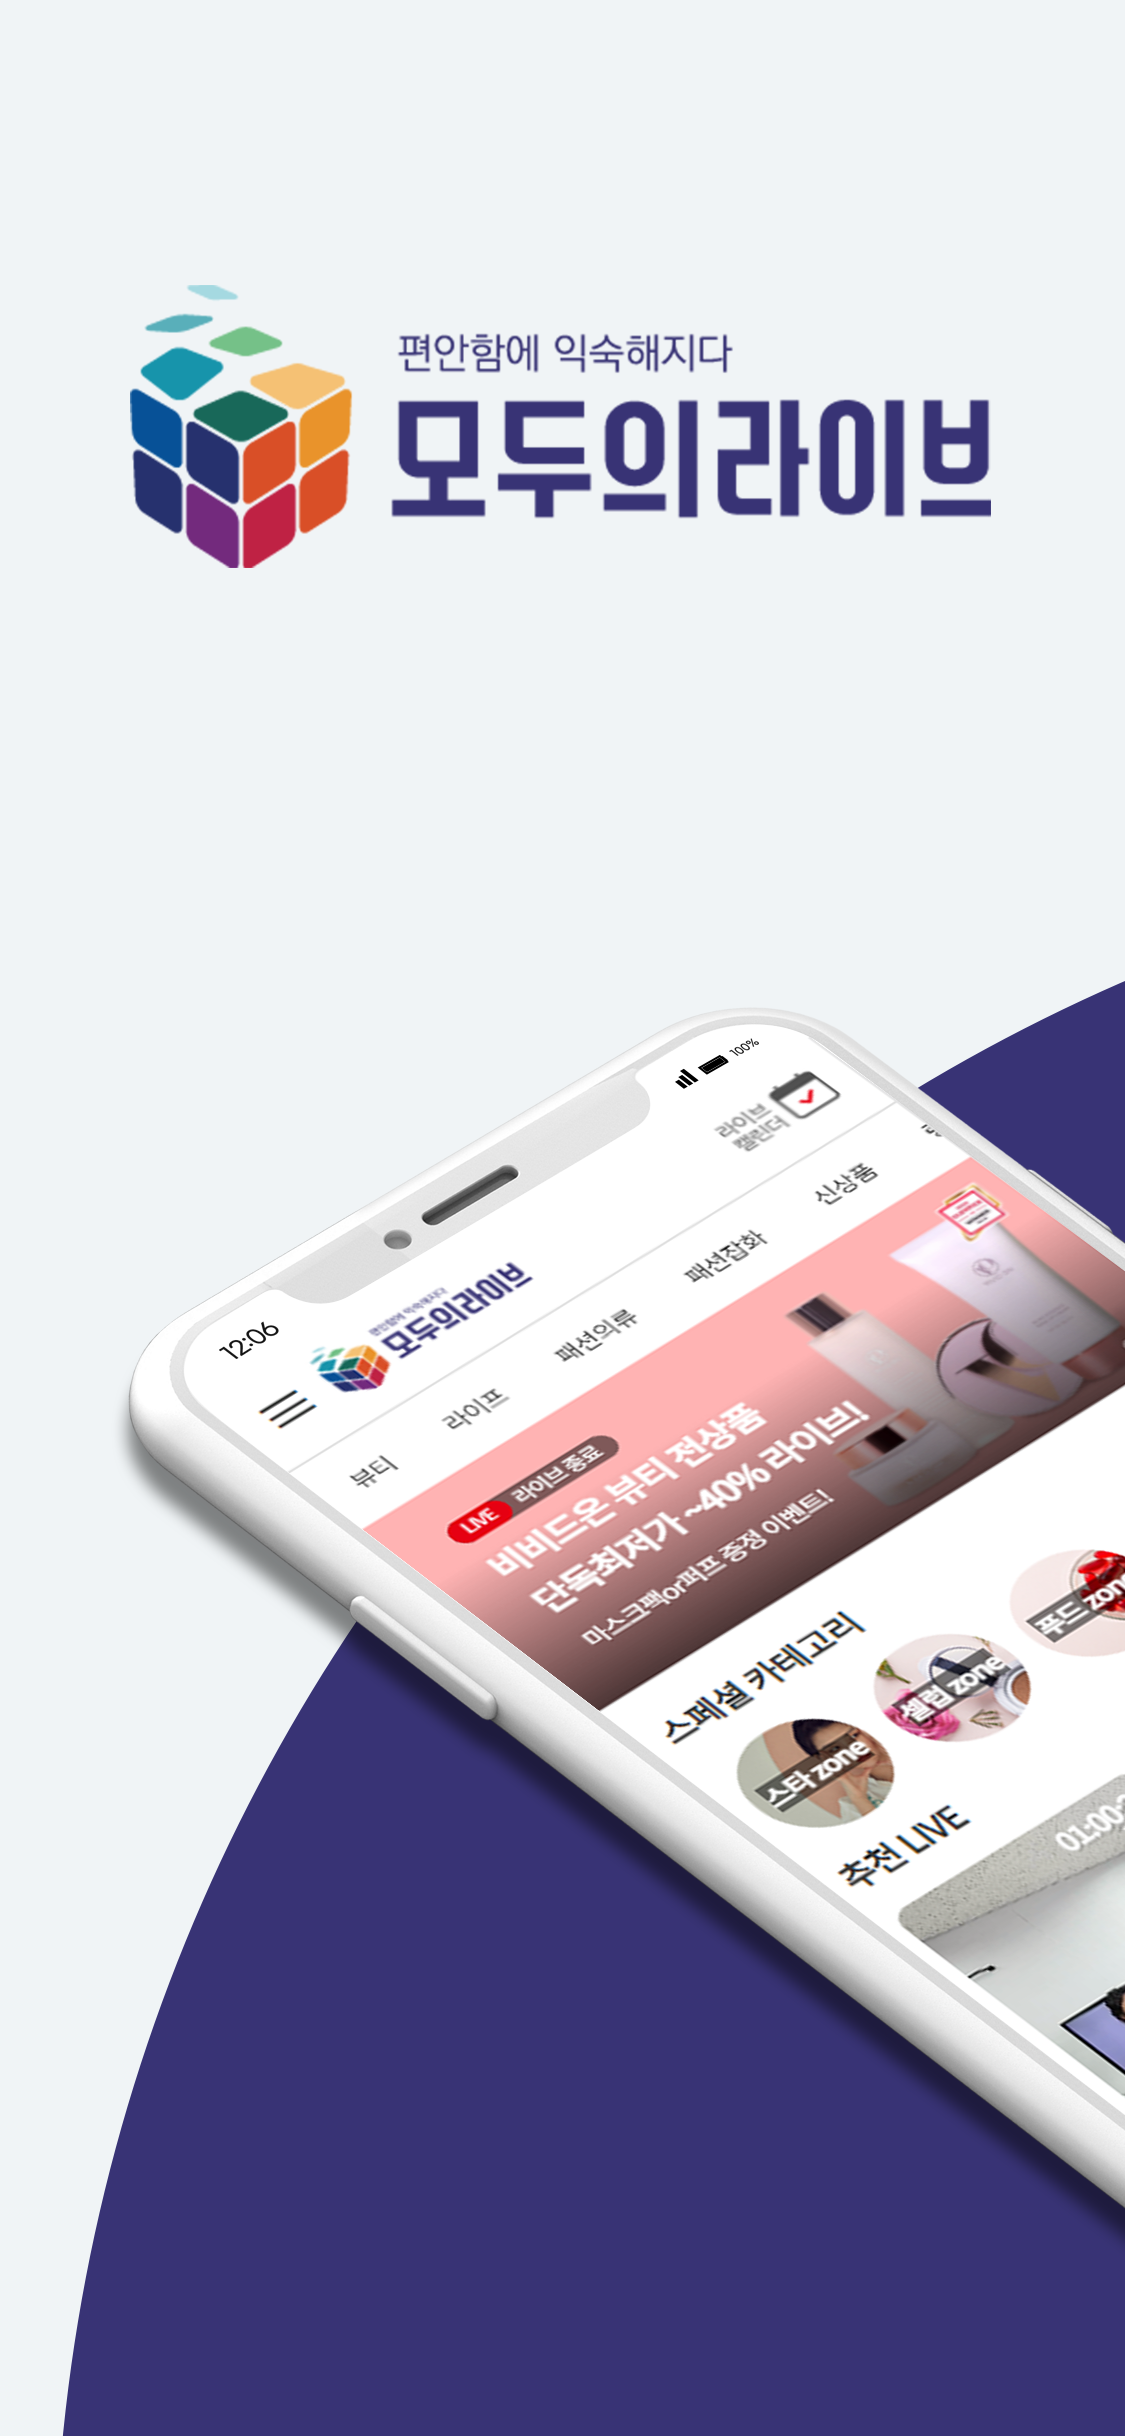 편안함에 익숙해지다
모두의라이브
12:06
100%
편안함에 익숙해지다
모두의라이브
라이브
캘린더
뷰티
라이프
패션의류
패션잡화
신상품
LIVE 라이브 종료
비비드온 뷰티 전상품
단독최저가 ~40% 라이브!
마스크팩or퍼프 증정 이벤트!
스페셜 카테고리
스타 zone
셀럽 zone
푸드 zone
추천 LIVE
01:00: